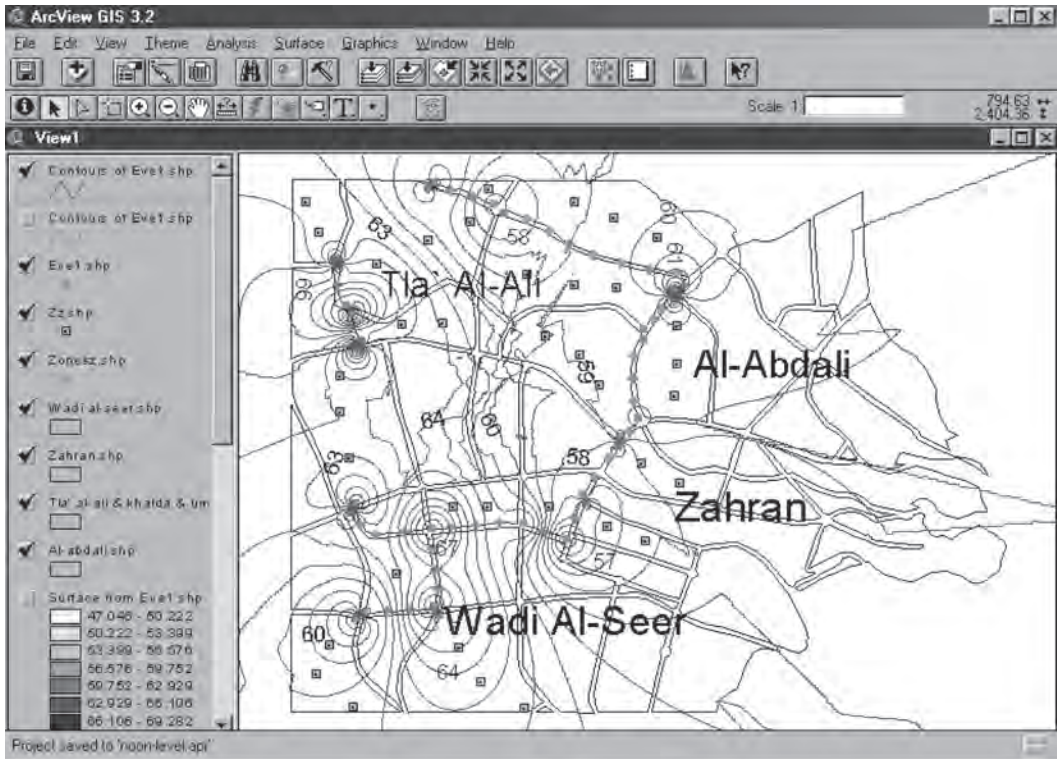 ArcView GIS 3.2
File Edit View Theme Analysis Surface Graphics Window Help
Scale 1:
794.63
2,404.36
View1
Contours of Eve1.shp
Contours of Eve1.shp
Eve1.shp
Zz.shp
Zonesz.shp
Wadi al-seer.shp
Zahran.shp
Tla' al-ali & khalda & um
Al-abdali.shp
Surface from Eve1.shp
47.046 - 50.222
50.222 - 53.399
53.399 - 56.576
56.576 - 59.752
59.752 - 62.929
62.929 - 66.106
66.106 - 69.282
63
58
60
61
66
Tla` Al-Ali
59
Al-Abdali
64
60
58
63
Zahran
67
57
60
Wadi Al-Seer
64
Project saved to 'noon-level.apr'